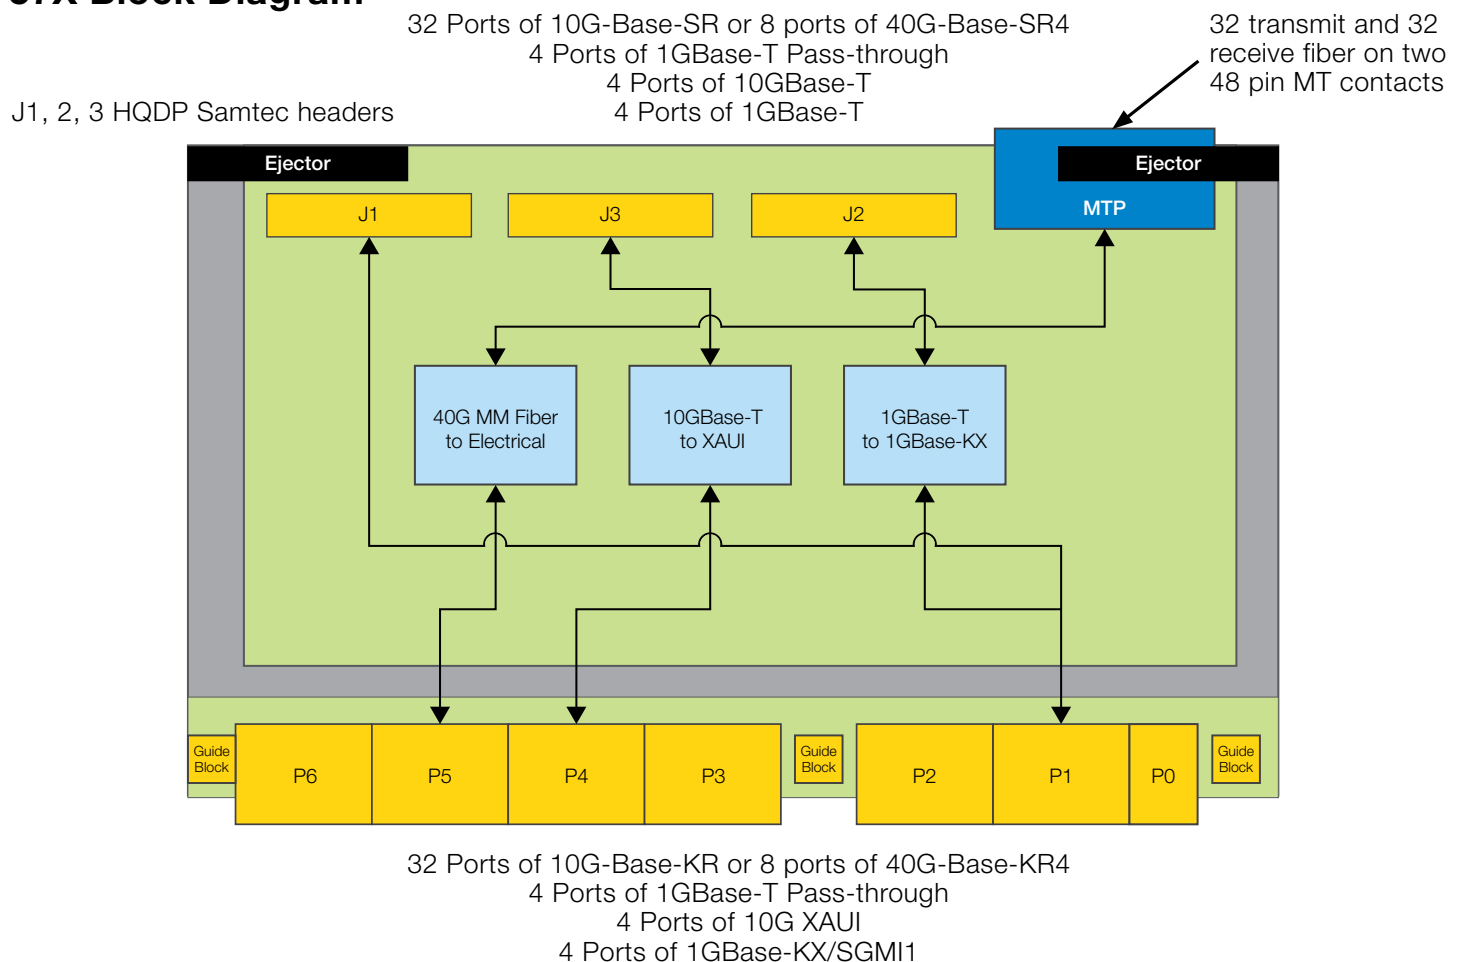 Block Diagram
32 Ports of 10G-Base-SR or 8 ports of 40G-Base-SR4
4 Ports of 1GBase-T Pass-through
4 Ports of 10GBase-T
4 Ports of 1GBase-T
32 transmit and 32
receive fiber on two
48 pin MT contacts
J1, 2, 3 HQDP Samtec headers
Ejector
Ejector
J1
J3
J2
MTP
40G MM Fiber
to Electrical
10GBase-T
to XAUI
1GBase-T
to 1GBase-KX
Guide
Block
P6
P5
P4
P3
Guide
Block
P2
P1
P0
Guide
Block
32 Ports of 10G-Base-KR or 8 ports of 40G-Base-KR4
4 Ports of 1GBase-T Pass-through
4 Ports of 10G XAUI
4 Ports of 1GBase-KX/SGMI1